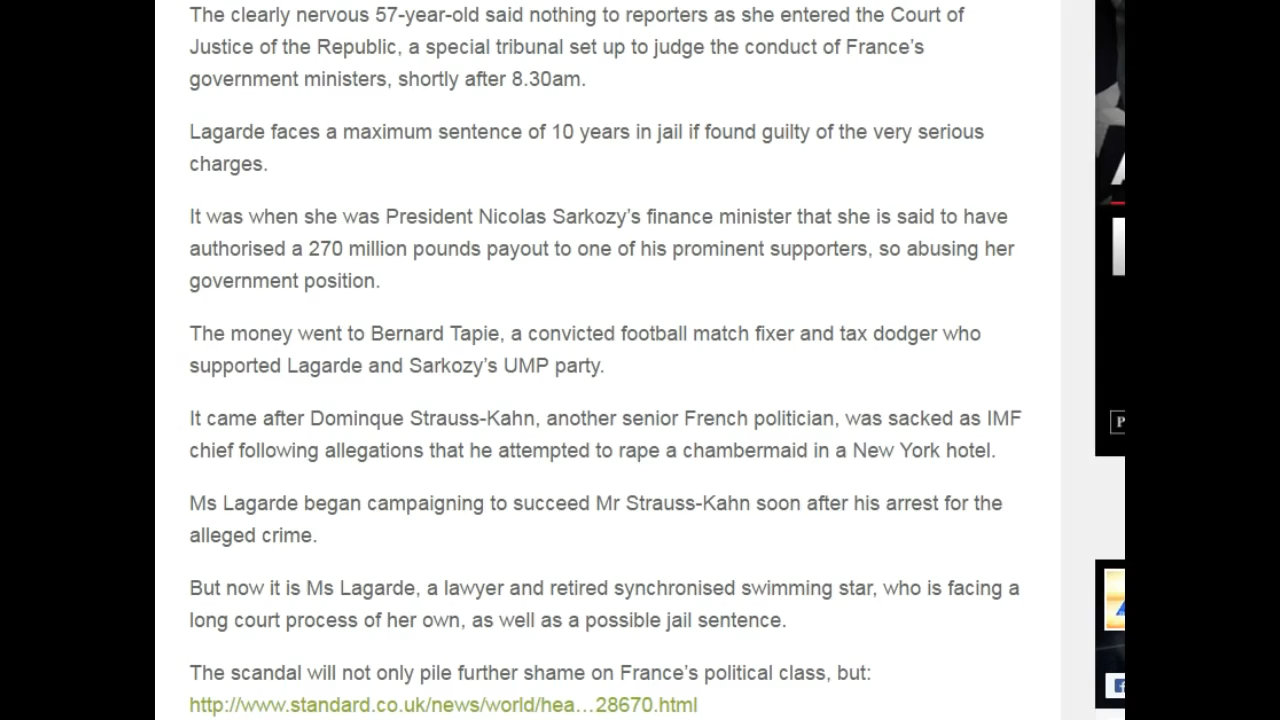 The clearly nervous 57-year-old said nothing to reporters as she entered the Court of
Justice of the Republic, a special tribunal set up to judge the conduct of France’s
government ministers, shortly after 8.30am.
Lagarde faces a maximum sentence of 10 years in jail if found guilty of the very serious
charges.
It was when she was President Nicolas Sarkozy’s finance minister that she is said to have
authorised a 270 million pounds payout to one of his prominent supporters, so abusing her
government position.
The money went to Bernard Tapie, a convicted football match fixer and tax dodger who
supported Lagarde and Sarkozy’s UMP party.
It came after Dominque Strauss-Kahn, another senior French politician, was sacked as IMF
chief following allegations that he attempted to rape a chambermaid in a New York hotel.
Ms Lagarde began campaigning to succeed Mr Strauss-Kahn soon after his arrest for the
alleged crime.
But now it is Ms Lagarde, a lawyer and retired synchronised swimming star, who is facing a
long court process of her own, as well as a possible jail sentence.
The scandal will not only pile further shame on France’s political class, but:
http://www.standard.co.uk/news/world/hea…28670.html